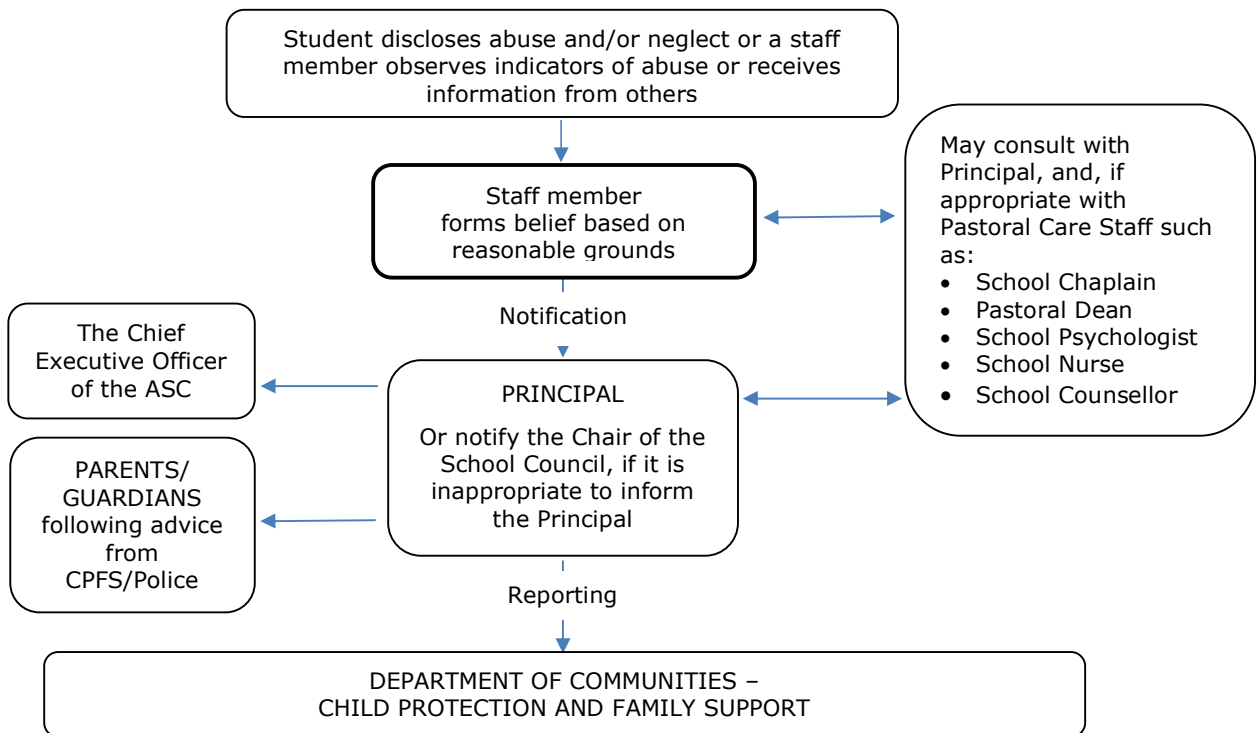 Student discloses abuse and/or neglect or a staff
member observes indicators of abuse or receives
information from others
Staff member
forms belief based on
reasonable grounds
May consult with
Principal, and, if
appropriate with
Pastoral Care Staff such
as:
• School Chaplain
• Pastoral Dean
• School Psychologist
• School Nurse
• School Counsellor
Notification
The Chief
Executive Officer
of the ASC
PRINCIPAL
Or notify the Chair of the
School Council, if it is
inappropriate to inform
the Principal
PARENTS/
GUARDIANS
following advice
from
CPFS/Police
Reporting
DEPARTMENT OF COMMUNITIES –
CHILD PROTECTION AND FAMILY SUPPORT